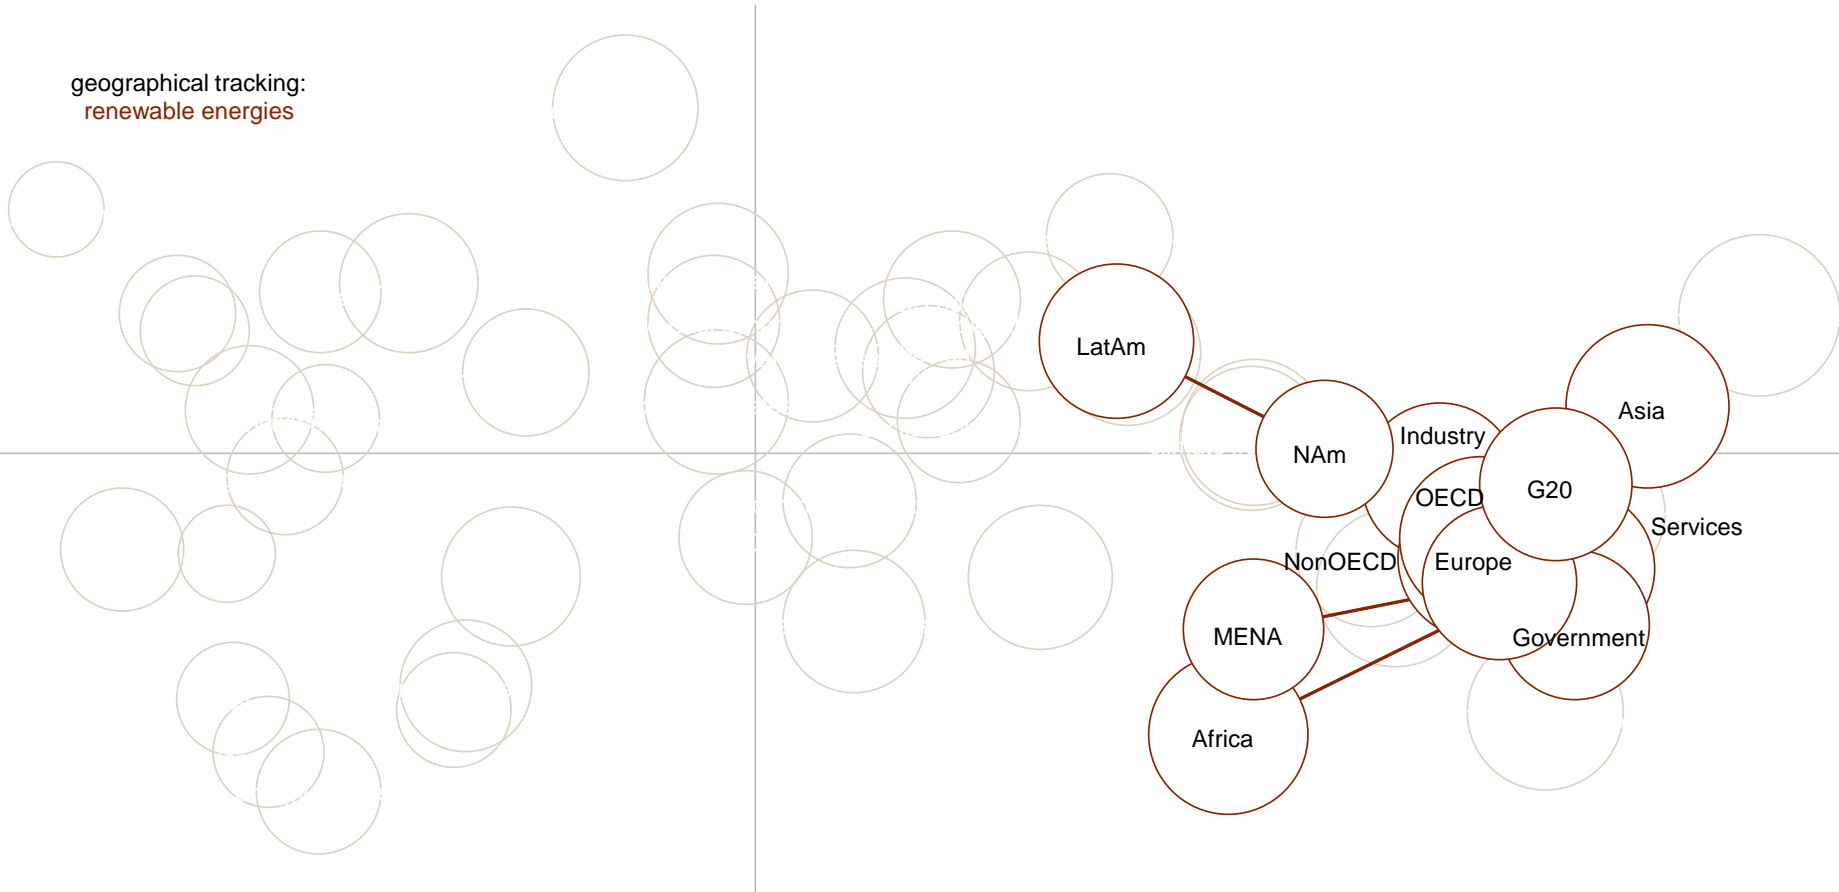 geographical tracking:
renewable energies
LatAm
Asia
Industry
NAm
G20
OECD
Services
NonOECD
Europe
MENA
Government
Africa